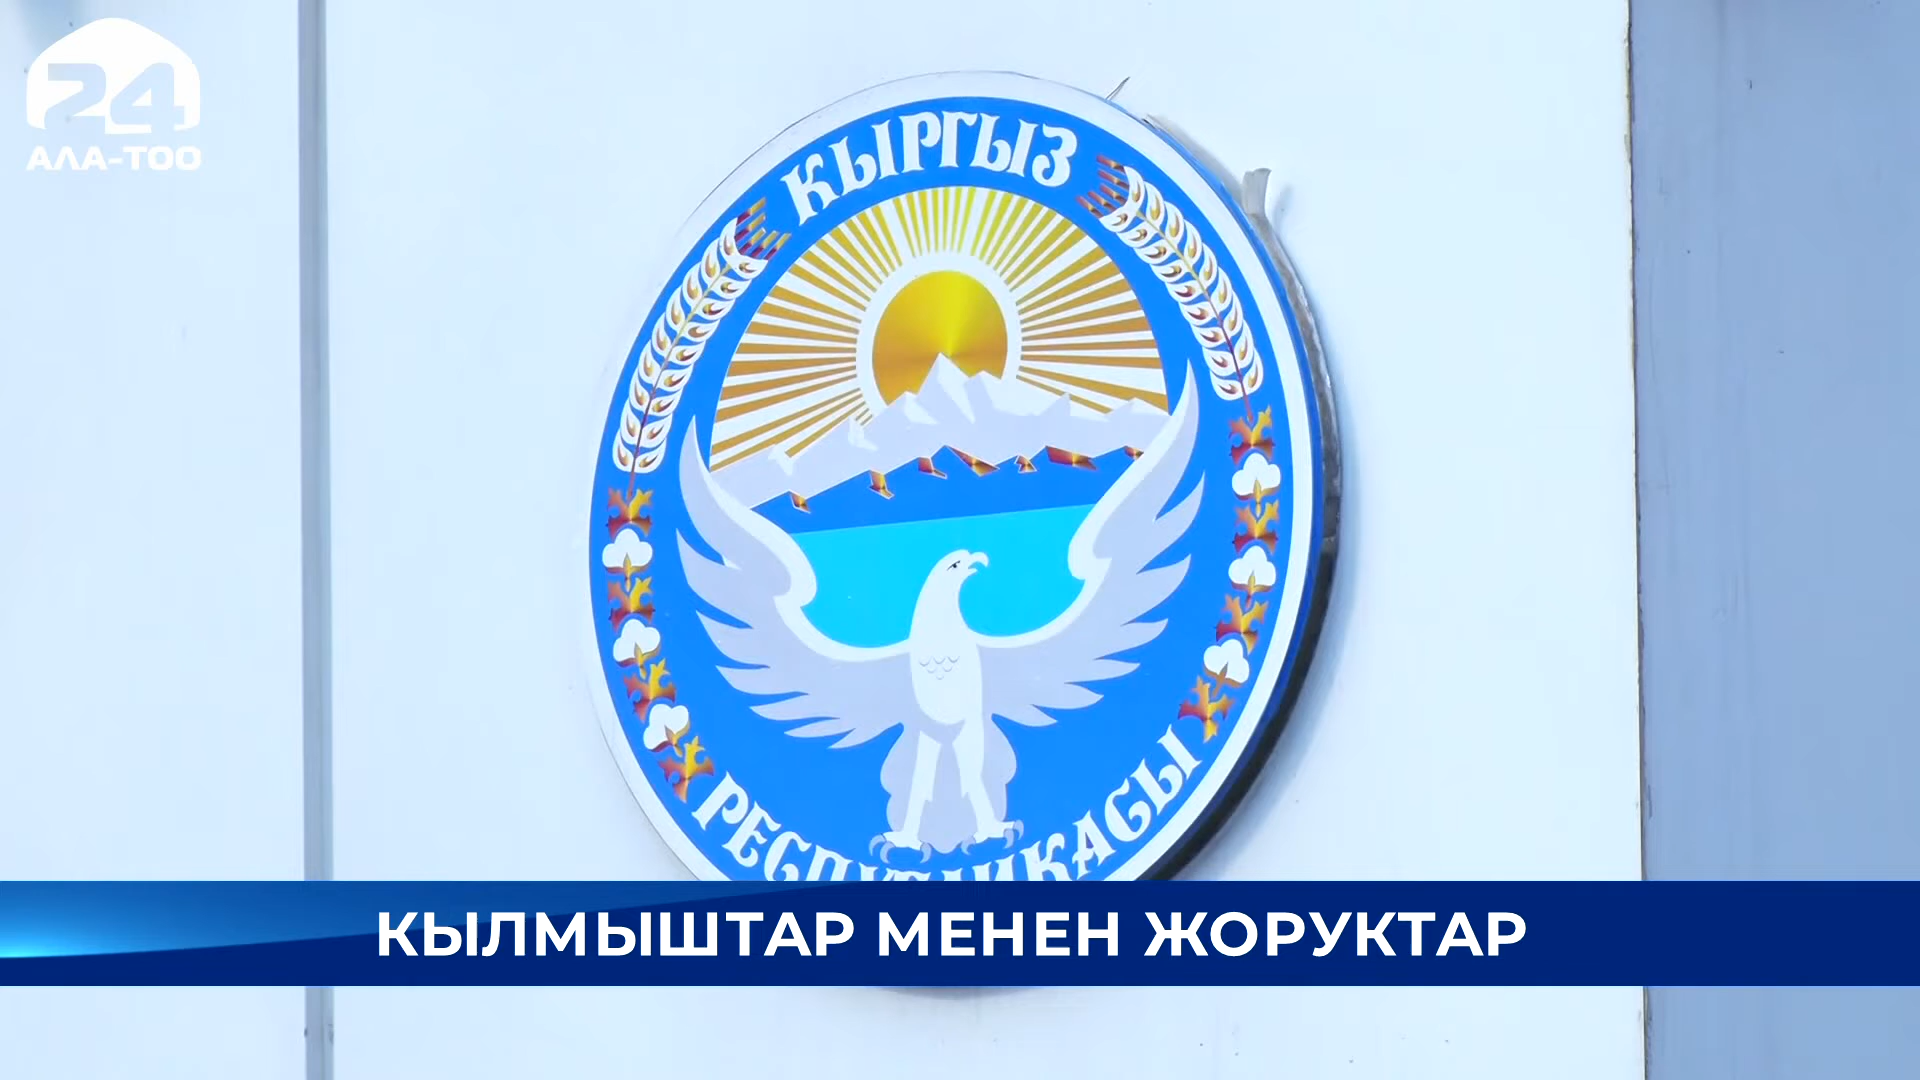 24
АЛА-ТОО
КЫРГЫЗ
РЕСПУБЛИКАСЫ
КЫЛМЫШТАР МЕНЕН ЖОРУКТАР